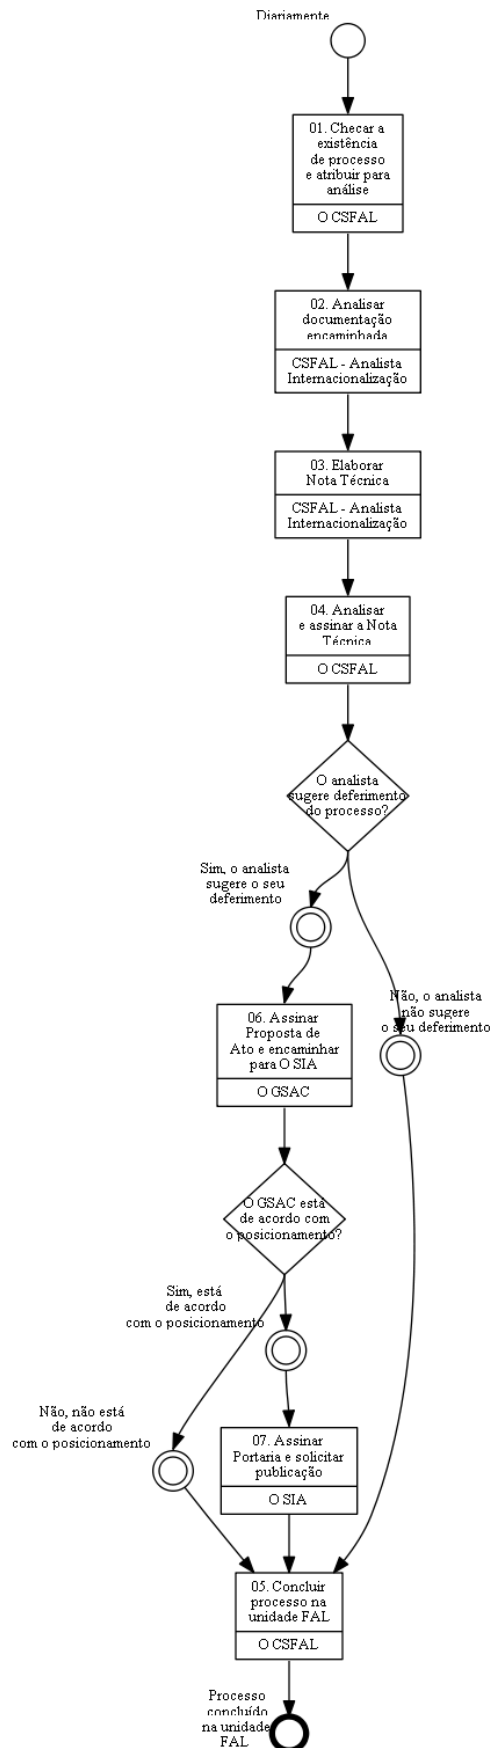 Diariamente
01. Checar a
existência
de processo
e atribuir para
análise
O CSFAL
02. Analisar
documentação
encaminhada
CSFAL - Analista
Internacionalização
03. Elaborar
Nota Técnica
CSFAL - Analista
Internacionalização
04. Analisar
e assinar a Nota
Técnica
O CSFAL
O analista
sugere deferimento
do processo?
Sim, o analista
sugere o seu
deferimento
Não, o analista
não sugere
o seu deferimento
06. Assinar
Proposta de
Ato e encaminhar
para O SIA
O GSAC
O GSAC está
de acordo com
o posicionamento?
Sim, está
de acordo
com o posicionamento
Não, não está
de acordo
com o posicionamento
07. Assinar
Portaria e solicitar
publicação
O SIA
05. Concluir
processo na
unidade FAL
O CSFAL
Processo
concluído
na unidade
FAL